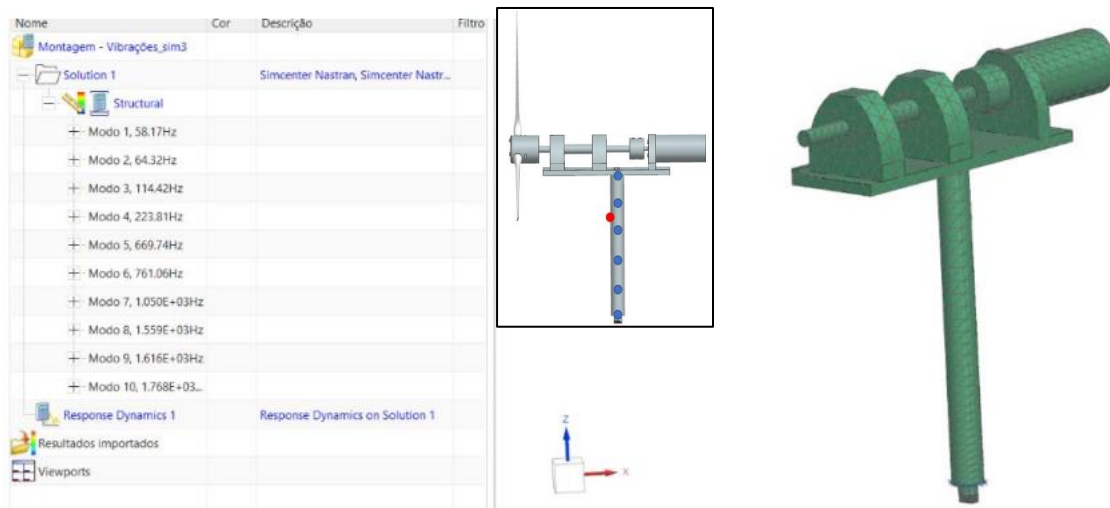 Nome Cor Descrição Filtro
Montagem - Vibrações_sim3
Solution 1 Simcenter Nastran, Simcenter Nastr...
Structural
Modo 1, 58.17Hz
Modo 2, 64.32Hz
Modo 3, 114.42Hz
Modo 4, 223.81Hz
Modo 5, 669.74Hz
Modo 6, 761.06Hz
Modo 7, 1.050E+03Hz
Modo 8, 1.559E+03Hz
Modo 9, 1.616E+03Hz
Modo 10, 1.768E+03...
Response Dynamics 1 Response Dynamics on Solution 1
Resultados importados
Viewports
Z
X